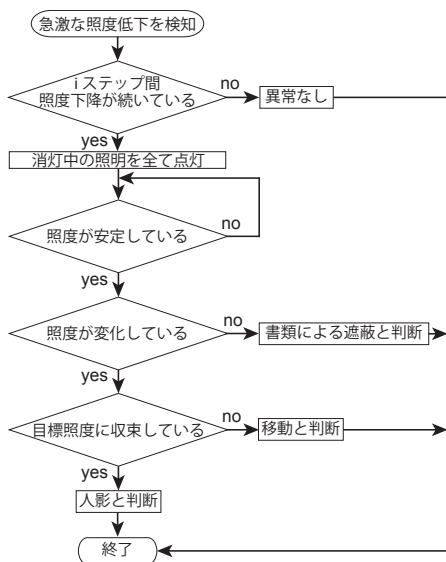 急激な照度低下を検知
iステップ間
照度下降が続いている
no
異常なし
yes
消灯中の照明を全て点灯
照度が安定している
no
yes
照度が変化している
no
書類による遮蔽と判断
yes
目標照度に収束している
no
移動と判断
yes
人影と判断
終了